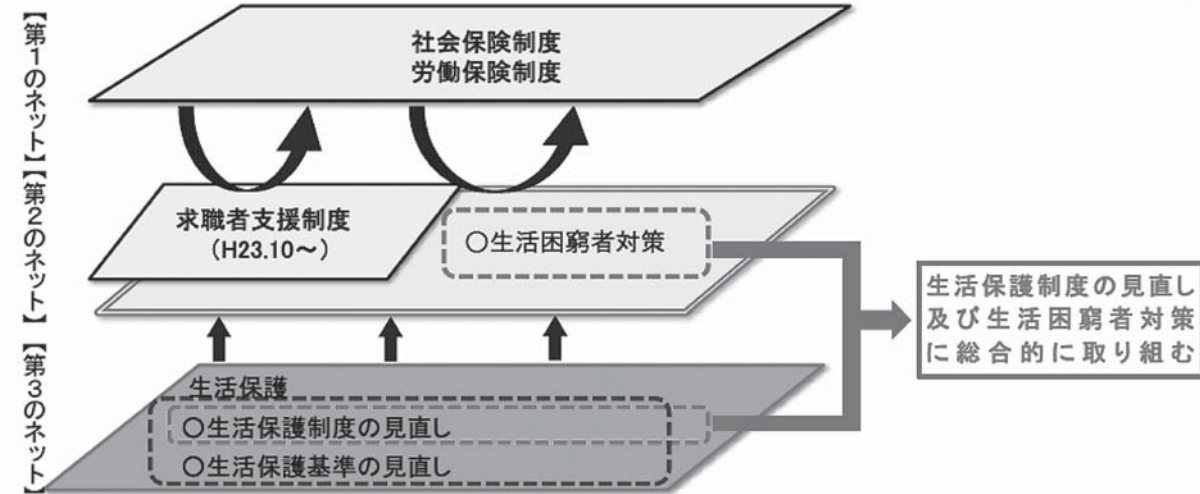 【第1のネット】
社会保険制度
労働保険制度
【第2のネット】
求職者支援制度
(H23.10～)
○生活困窮者対策
【第3のネット】
生活保護
○生活保護制度の見直し
○生活保護基準の見直し
生活保護制度の見直し
及び生活困窮者対策
に総合的に取り組む